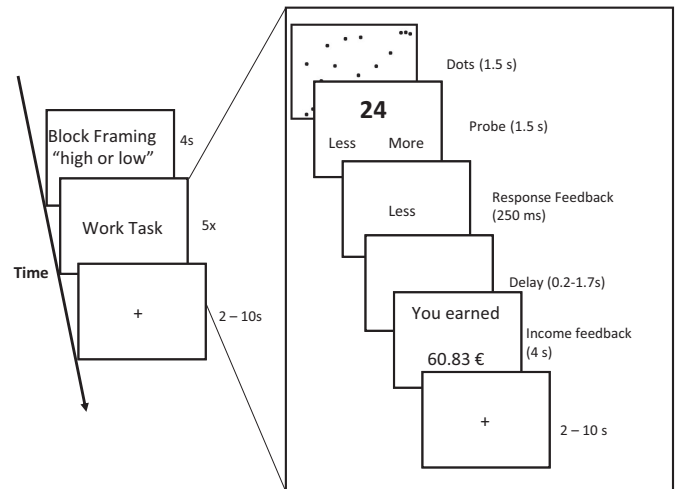 Block Framing
“high or low”
4s
Work Task
5x
Time
+
2 – 10s
Dots (1.5 s)
24
Less More
Probe (1.5 s)
Less
Response Feedback
(250 ms)
Delay (0.2-1.7s)
You earned
60.83 €
Income feedback
(4 s)
+
2 – 10 s